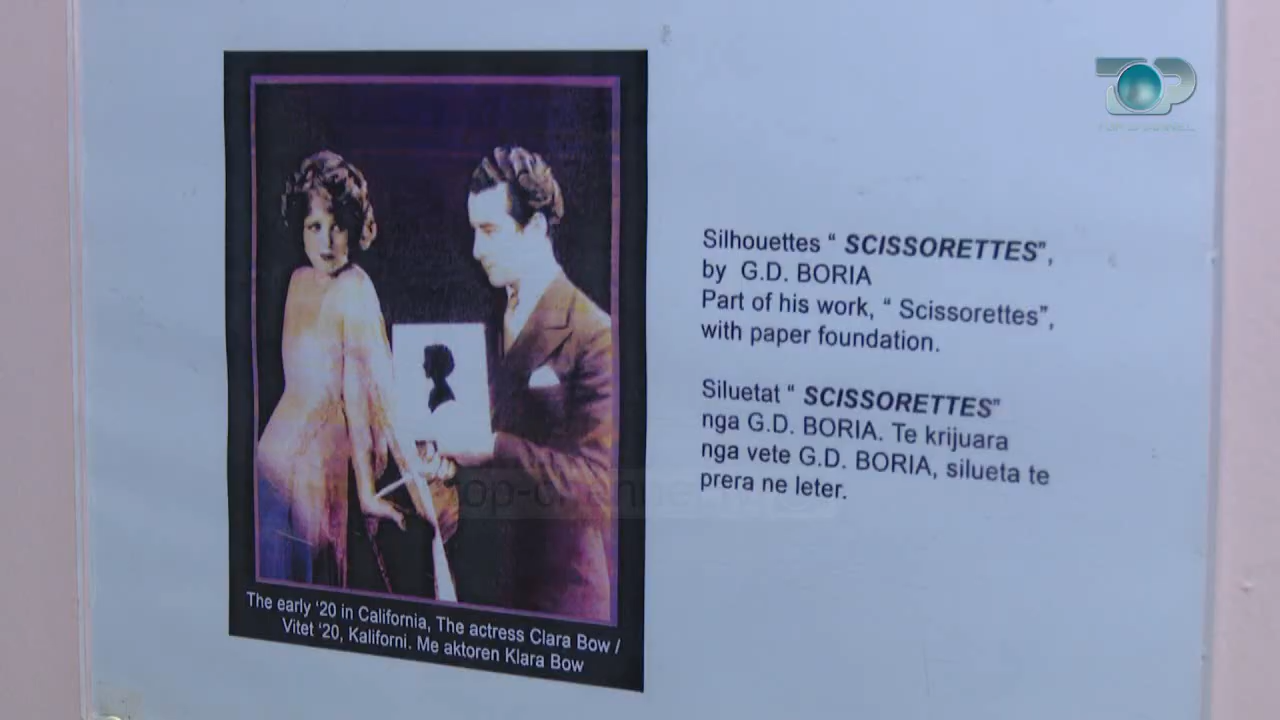 TOP CHANNEL
Silhouettes “ SCISSORETTES”,
by G.D. BORIA
Part of his work, “ Scissorettes”,
with paper foundation.
Siluetat “ SCISSORETTES”
nga G.D. BORIA. Te krijuara
nga vete G.D. BORIA, silueta te
prera ne leter.
The early ‘20 in California, The actress Clara Bow /
Vitet ‘20, Kaliforni. Me aktoren Klara Bow